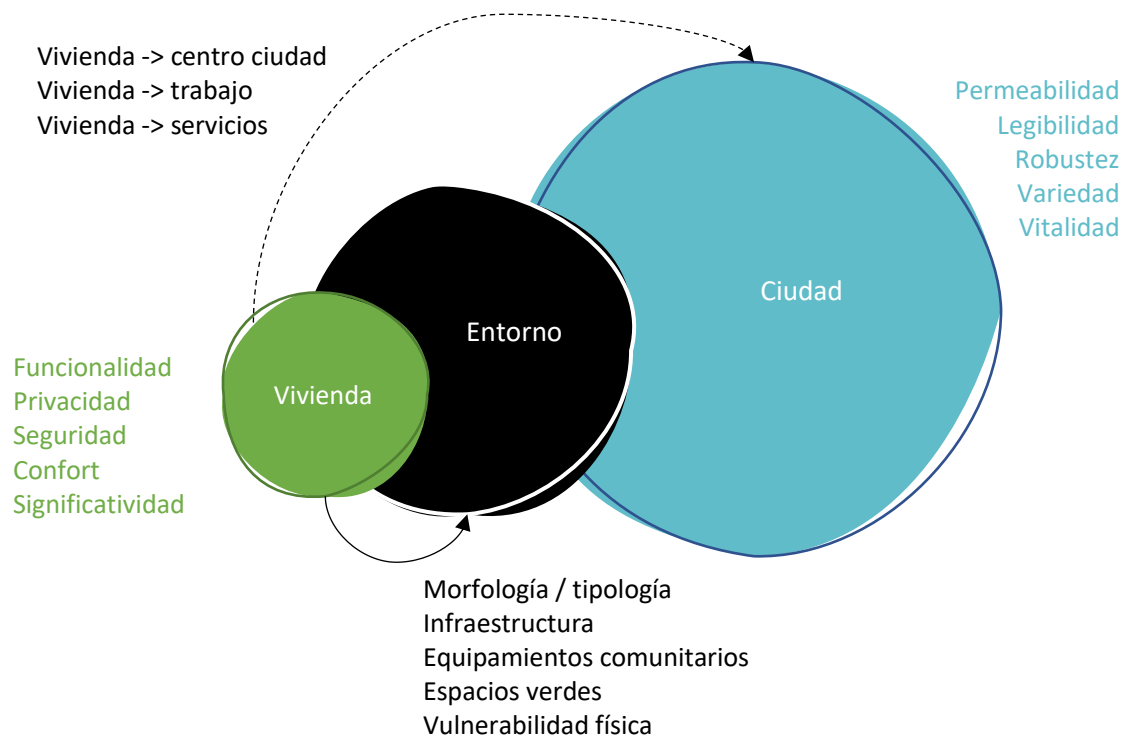 Vivienda -> centro ciudad
Vivienda -> trabajo
Vivienda -> servicios
Permeabilidad
Legibilidad
Robustez
Variedad
Vitalidad
Ciudad
Entorno
Vivienda
Funcionalidad
Privacidad
Seguridad
Confort
Significatividad
Morfología / tipología
Infraestructura
Equipamientos comunitarios
Espacios verdes
Vulnerabilidad física